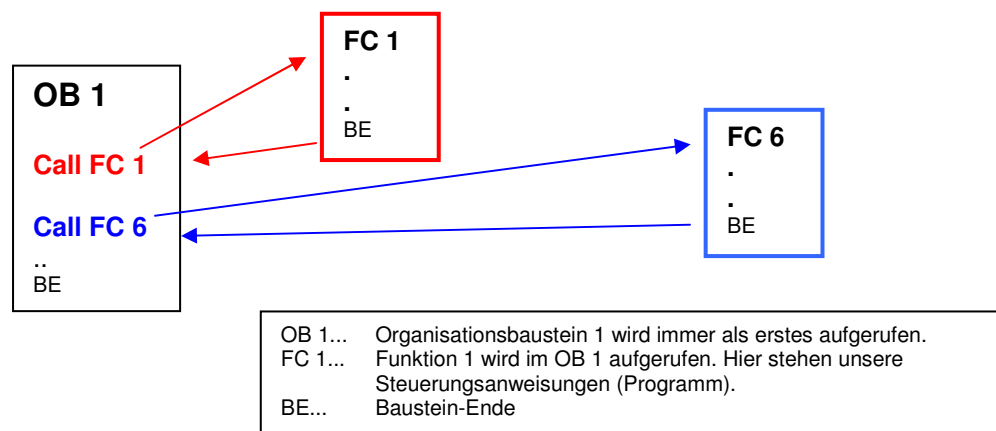 OB 1
Call FC 1
Call FC 6
..
BE
FC 1
.
.
BE
FC 6
.
.
BE
OB 1... Organisationsbaustein 1 wird immer als erstes aufgerufen.
FC 1... Funktion 1 wird im OB 1 aufgerufen. Hier stehen unsere
Steuerungsanweisungen (Programm).
BE... Baustein-Ende